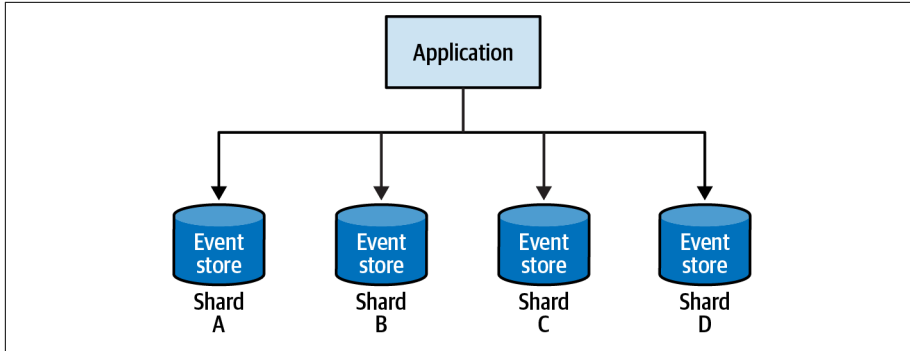 Application
Event
store
Event
store
Event
store
Event
store
Shard
A
Shard
B
Shard
C
Shard
D